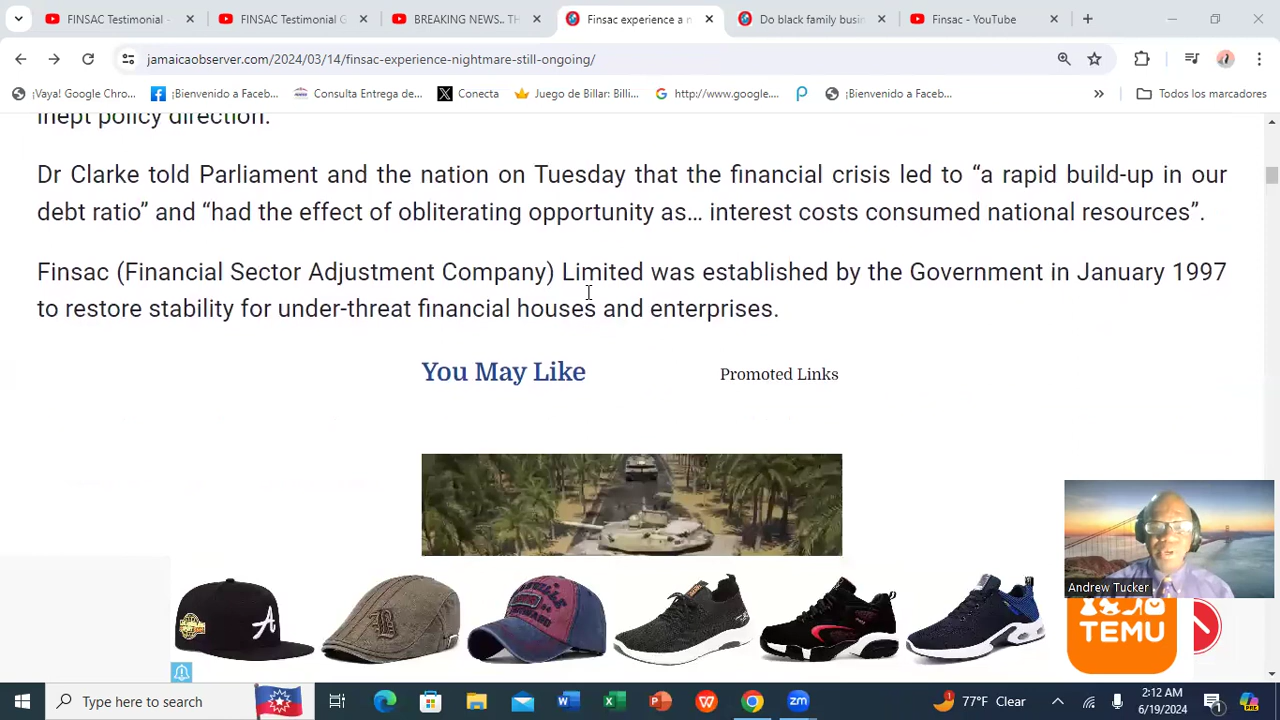 FINSAC Testimonial -
FINSAC Testimonial G
BREAKING NEWS.. TH
Finsac experience a n
Do black family busin
Finsac - YouTube
jamaicaobserver.com/2024/03/14/finsac-experience-nightmare-still-ongoing/
¡Vaya! Google Chro...
¡Bienvenido a Faceb...
Consulta Entrega de...
Conecta
Juego de Billar: Billi...
http://www.google....
¡Bienvenido a Faceb...
»
Todos los marcadores
inept policy direction.
Dr Clarke told Parliament and the nation on Tuesday that the financial crisis led to “a rapid build-up in our
debt ratio” and “had the effect of obliterating opportunity as... interest costs consumed national resources”.
Finsac (Financial Sector Adjustment Company) Limited was established by the Government in January 1997
to restore stability for under-threat financial houses and enterprises.
You May Like
Promoted Links
Andrew Tucker
TEMU
Type here to search
77°F Clear
2:12 AM
6/19/2024